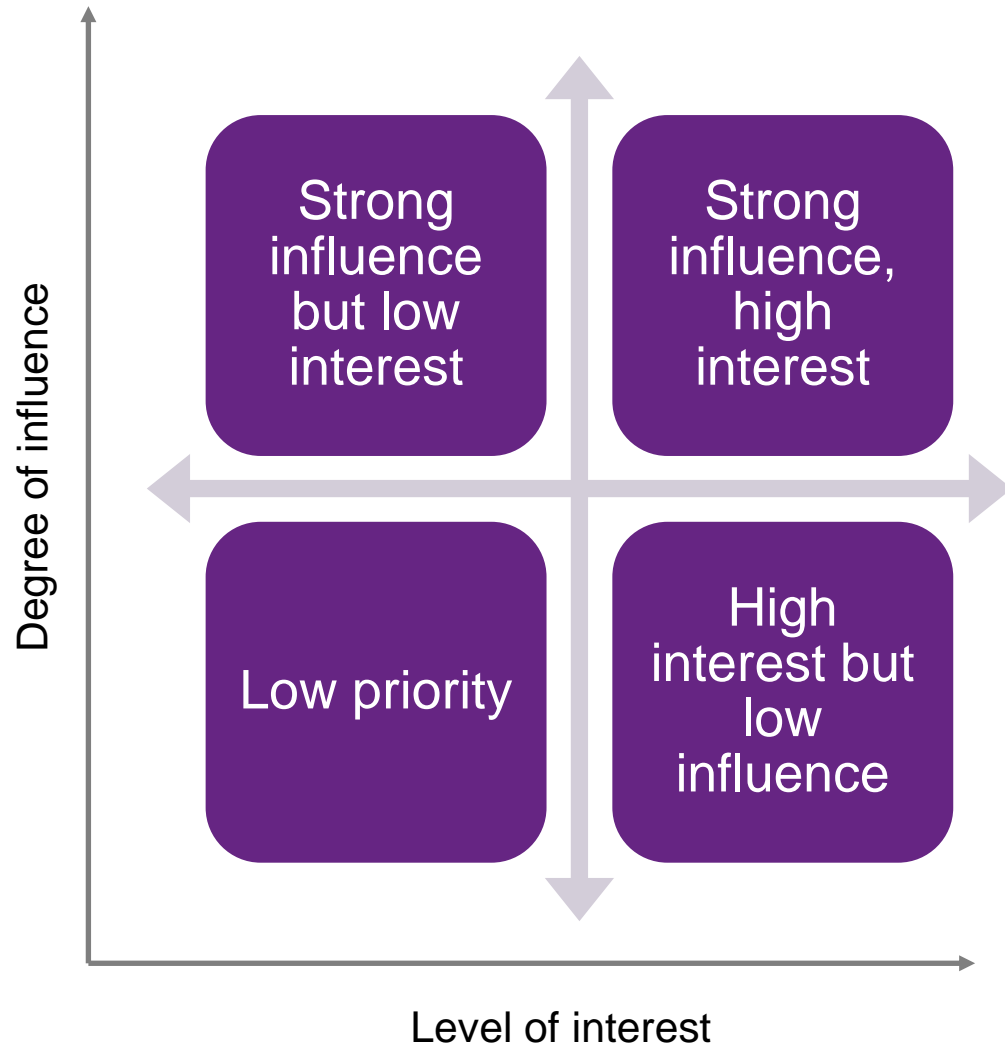 Degree of influence
Strong
influence
but low
interest
Strong
influence,
high
interest
Low priority
High
interest but
low
influence
Level of interest